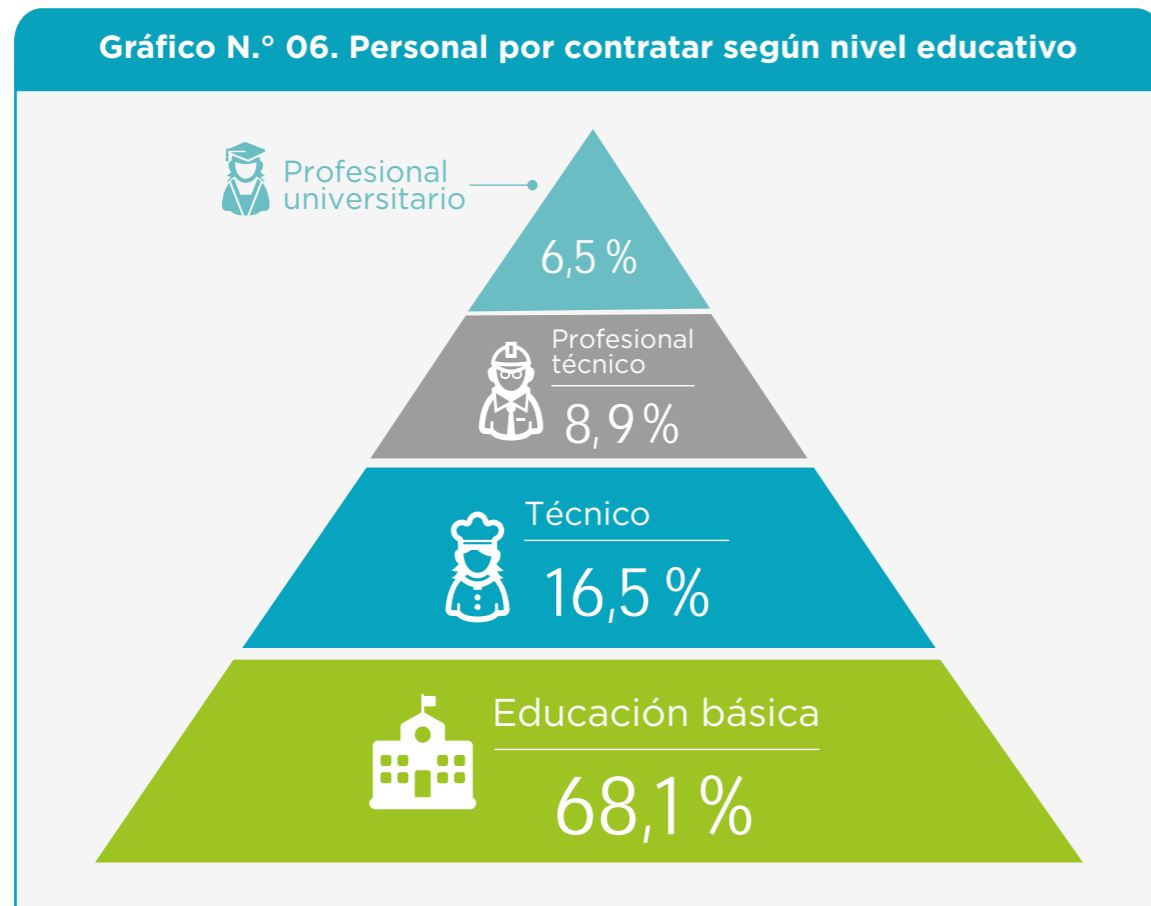 Gráfico N.° 06. Personal por contratar según nivel educativo
Profesional
universitario
6,5 %
Profesional
técnico
8,9 %
Técnico
16,5 %
Educación básica
68,1 %